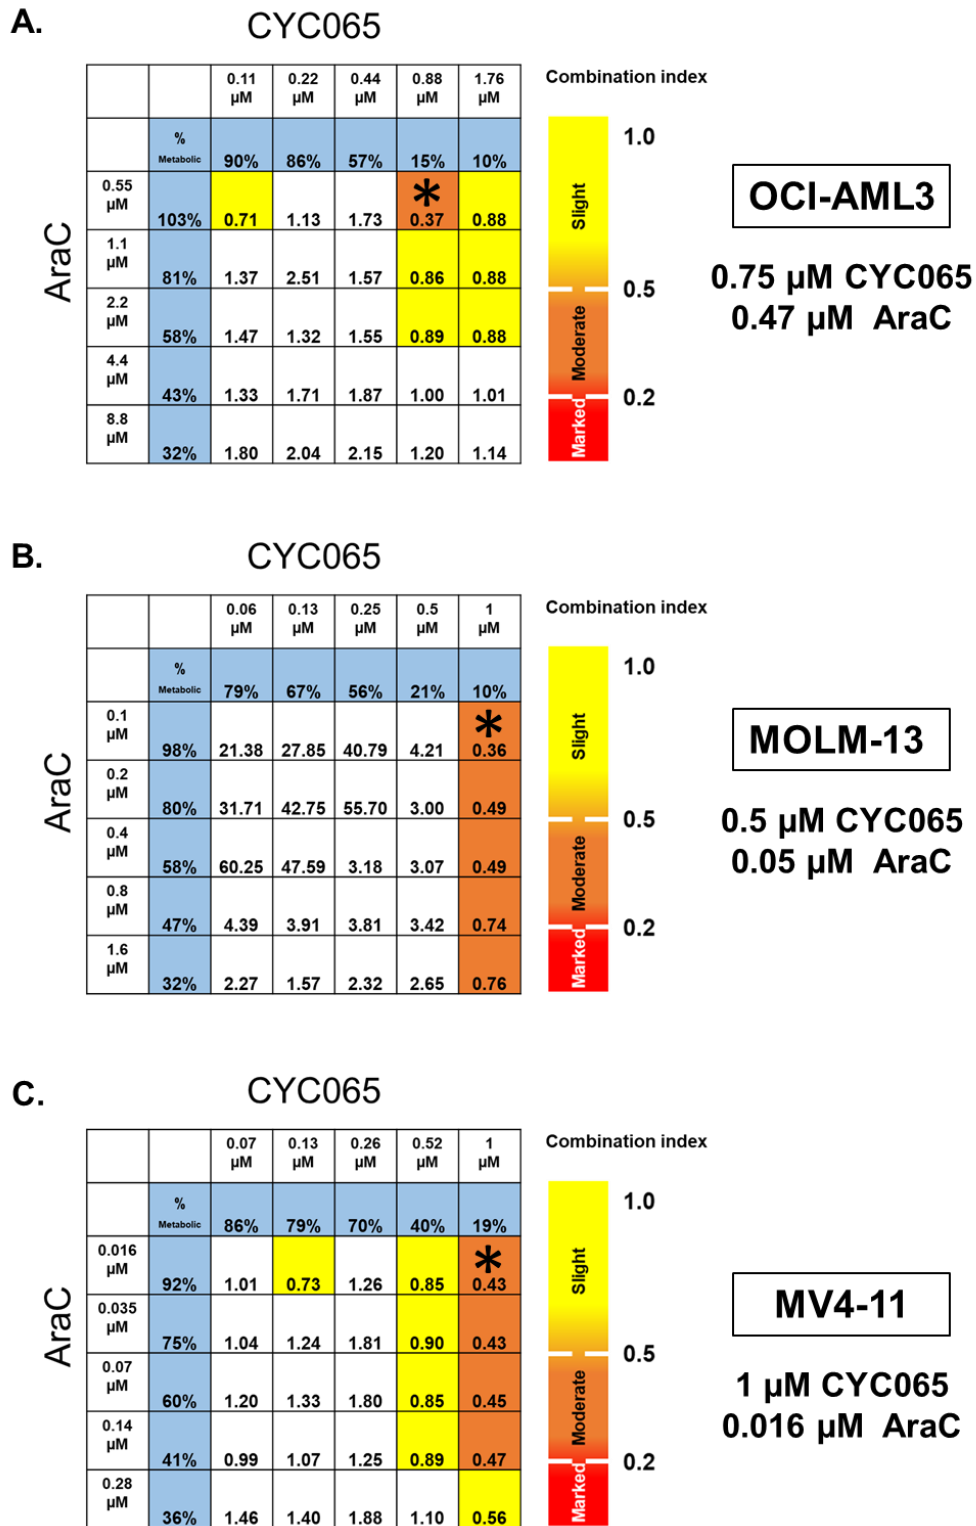 A.
CYC065
0.11 µM 0.22 µM 0.44 µM 0.88 µM 1.76 µM
% Metabolic 90% 86% 57% 15% 10%
AraC
0.55 µM 103% 0.71 1.13 1.73 * 0.37 0.88
1.1 µM 81% 1.37 2.51 1.57 0.86 0.88
2.2 µM 58% 1.47 1.32 1.55 0.89 0.88
4.4 µM 43% 1.33 1.71 1.87 1.00 1.01
8.8 µM 32% 1.80 2.04 2.15 1.20 1.14
Combination index
1.0
Slight
0.5
Moderate
0.2
Marked
OCI-AML3
0.75 µM CYC065
0.47 µM AraC
B.
CYC065
0.06 µM 0.13 µM 0.25 µM 0.5 µM 1 µM
% Metabolic 79% 67% 56% 21% 10%
AraC
0.1 µM 98% 21.38 27.85 40.79 4.21 * 0.36
0.2 µM 80% 31.71 42.75 55.70 3.00 0.49
0.4 µM 58% 60.25 47.59 3.18 3.07 0.49
0.8 µM 47% 4.39 3.91 3.81 3.42 0.74
1.6 µM 32% 2.27 1.57 2.32 2.65 0.76
Combination index
1.0
Slight
0.5
Moderate
0.2
Marked
MOLM-13
0.5 µM CYC065
0.05 µM AraC
C.
CYC065
0.07 µM 0.13 µM 0.26 µM 0.52 µM 1 µM
% Metabolic 86% 79% 70% 40% 19%
AraC
0.016 µM 92% 1.01 0.73 1.26 0.85 * 0.43
0.035 µM 75% 1.04 1.24 1.81 0.90 0.43
0.07 µM 60% 1.20 1.33 1.80 0.85 0.45
0.14 µM 41% 0.99 1.07 1.25 0.89 0.47
0.28 µM 36% 1.46 1.40 1.88 1.10 0.56
Combination index
1.0
Slight
0.5
Moderate
0.2
Marked
MV4-11
1 µM CYC065
0.016 µM AraC